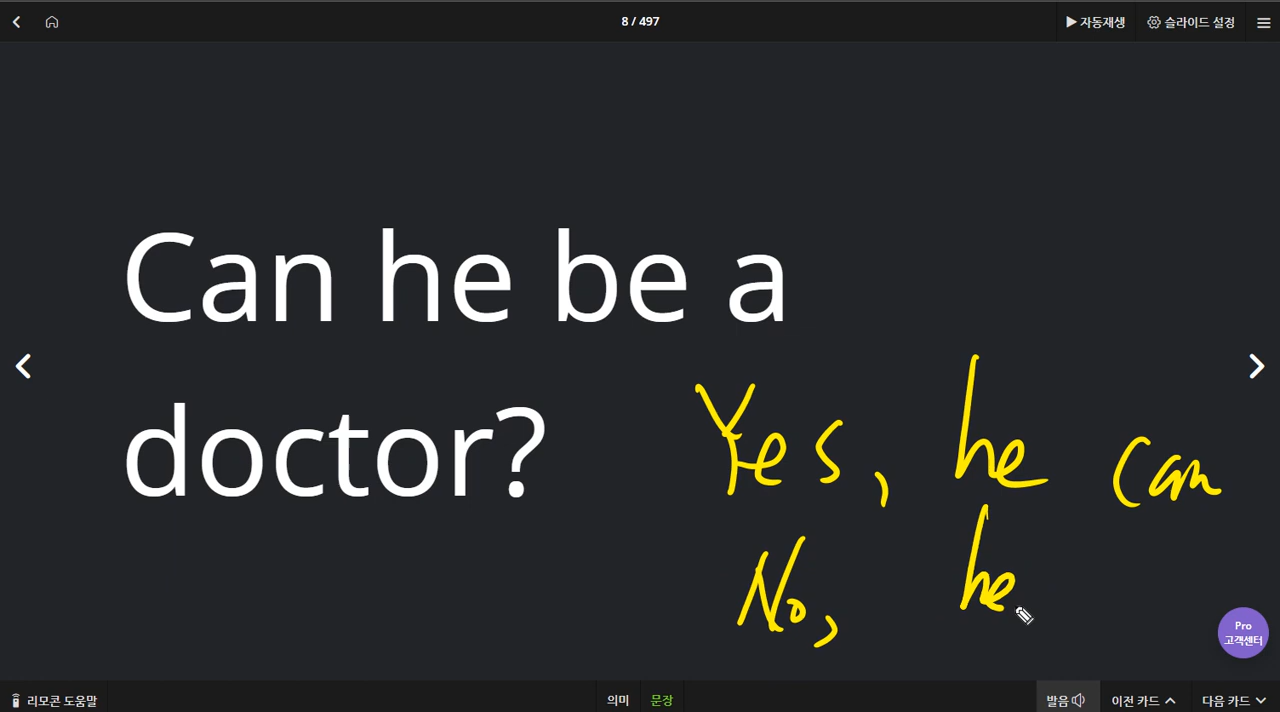 8 / 497
자동재생
슬라이드 설정
Can he be a
doctor?
Yes, he can
No, he
Pro
고객센터
리모콘 도움말
의미
문장
발음
이전 카드
다음 카드